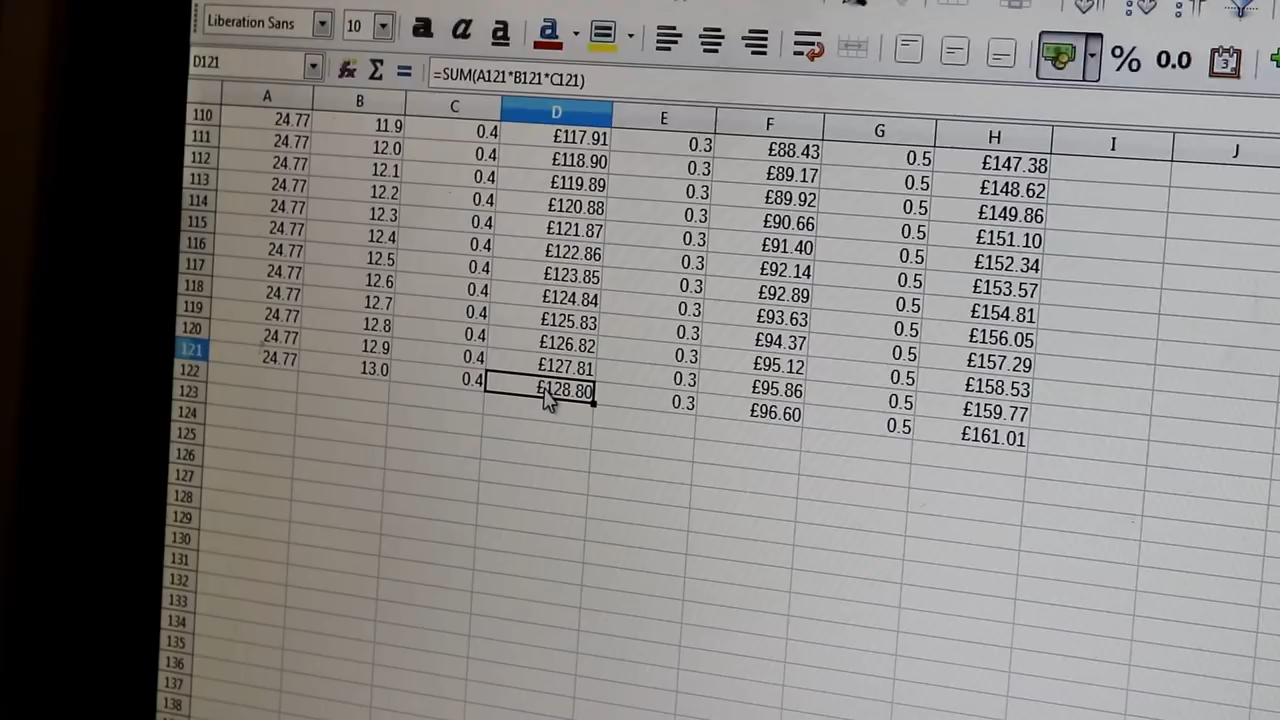 Liberation Sans 10 a a a a % 0.0 3
D121 fx Σ = =SUM(A121*B121*C121)
A B C D E F G H I J
110 24.77 11.9 0.4 £117.91 0.3 £88.43 0.5 £147.38
111 24.77 12.0 0.4 £118.90 0.3 £89.17 0.5 £148.62
112 24.77 12.1 0.4 £119.89 0.3 £89.92 0.5 £149.86
113 24.77 12.2 0.4 £120.88 0.3 £90.66 0.5 £151.10
114 24.77 12.3 0.4 £121.87 0.3 £91.40 0.5 £152.34
115 24.77 12.4 0.4 £122.86 0.3 £92.14 0.5 £153.57
116 24.77 12.5 0.4 £123.85 0.3 £92.89 0.5 £154.81
117 24.77 12.6 0.4 £124.84 0.3 £93.63 0.5 £156.05
118 24.77 12.7 0.4 £125.83 0.3 £94.37 0.5 £157.29
119 24.77 12.8 0.4 £126.82 0.3 £95.12 0.5 £158.53
120 24.77 12.9 0.4 £127.81 0.3 £95.86 0.5 £159.77
121 24.77 13.0 0.4 £128.80 0.3 £96.60 0.5 £161.01
122
123
124
125
126
127
128
129
130
131
132
133
134
135
136
137
138